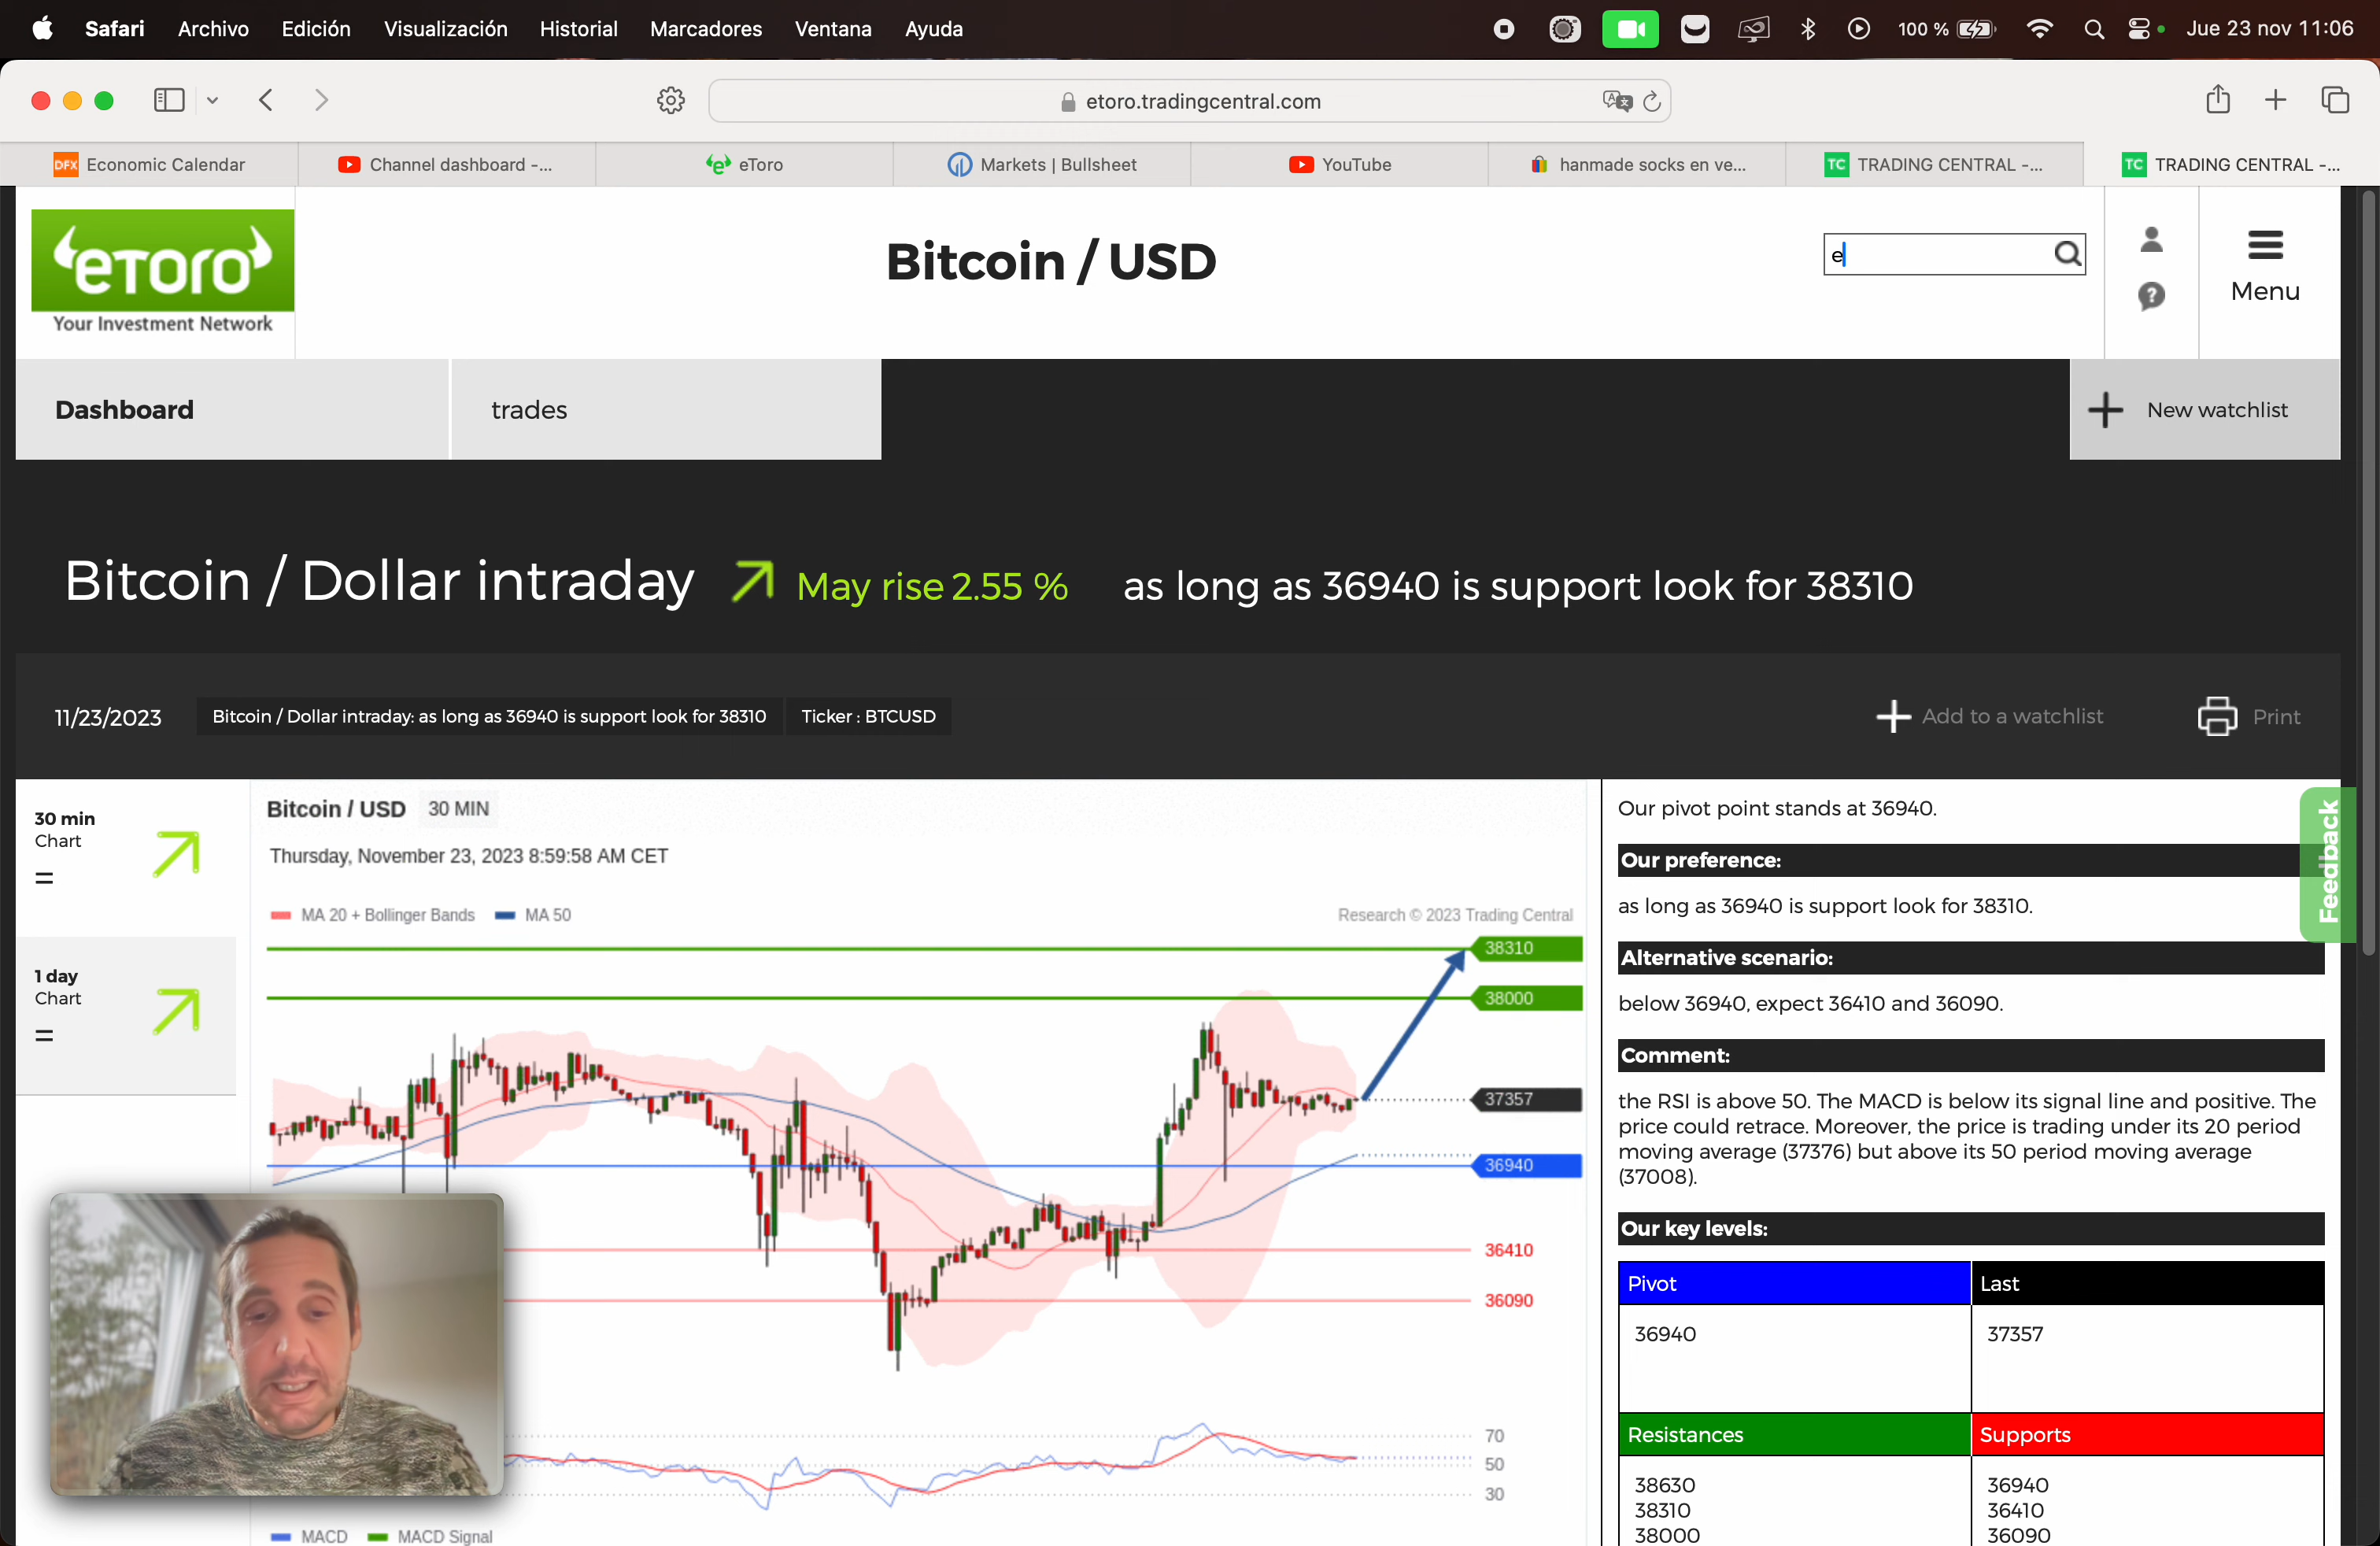 Safari Archivo Edición Visualización Historial Marcadores Ventana Ayuda 100 % Jue 23 nov 11:06
etoro.tradingcentral.com
DFX Economic Calendar Channel dashboard -... eToro Markets | Bullsheet YouTube hanmade socks en ve... TC TRADING CENTRAL -... TC TRADING CENTRAL -...
eToro
Your Investment Network
Bitcoin / USD
e
Menu
Dashboard trades New watchlist
Bitcoin / Dollar intraday May rise 2.55 % as long as 36940 is support look for 38310
11/23/2023 Bitcoin / Dollar intraday: as long as 36940 is support look for 38310 Ticker : BTCUSD Add to a watchlist Print
30 min
Chart
=
1 day
Chart
=
Bitcoin / USD 30 MIN
Thursday, November 23, 2023 8:59:58 AM CET
MA 20 + Bollinger Bands MA 50 Research © 2023 Trading Central
38310
38000
37357
36940
36410
36090
70
50
30
MACD MACD Signal
Our pivot point stands at 36940.
Our preference:
as long as 36940 is support look for 38310.
Alternative scenario:
below 36940, expect 36410 and 36090.
Comment:
the RSI is above 50. The MACD is below its signal line and positive. The
price could retrace. Moreover, the price is trading under its 20 period
moving average (37376) but above its 50 period moving average
(37008).
Our key levels:
Pivot Last
36940 37357
Resistances Supports
38630 36940
38310 36410
38000 36090
Feedback